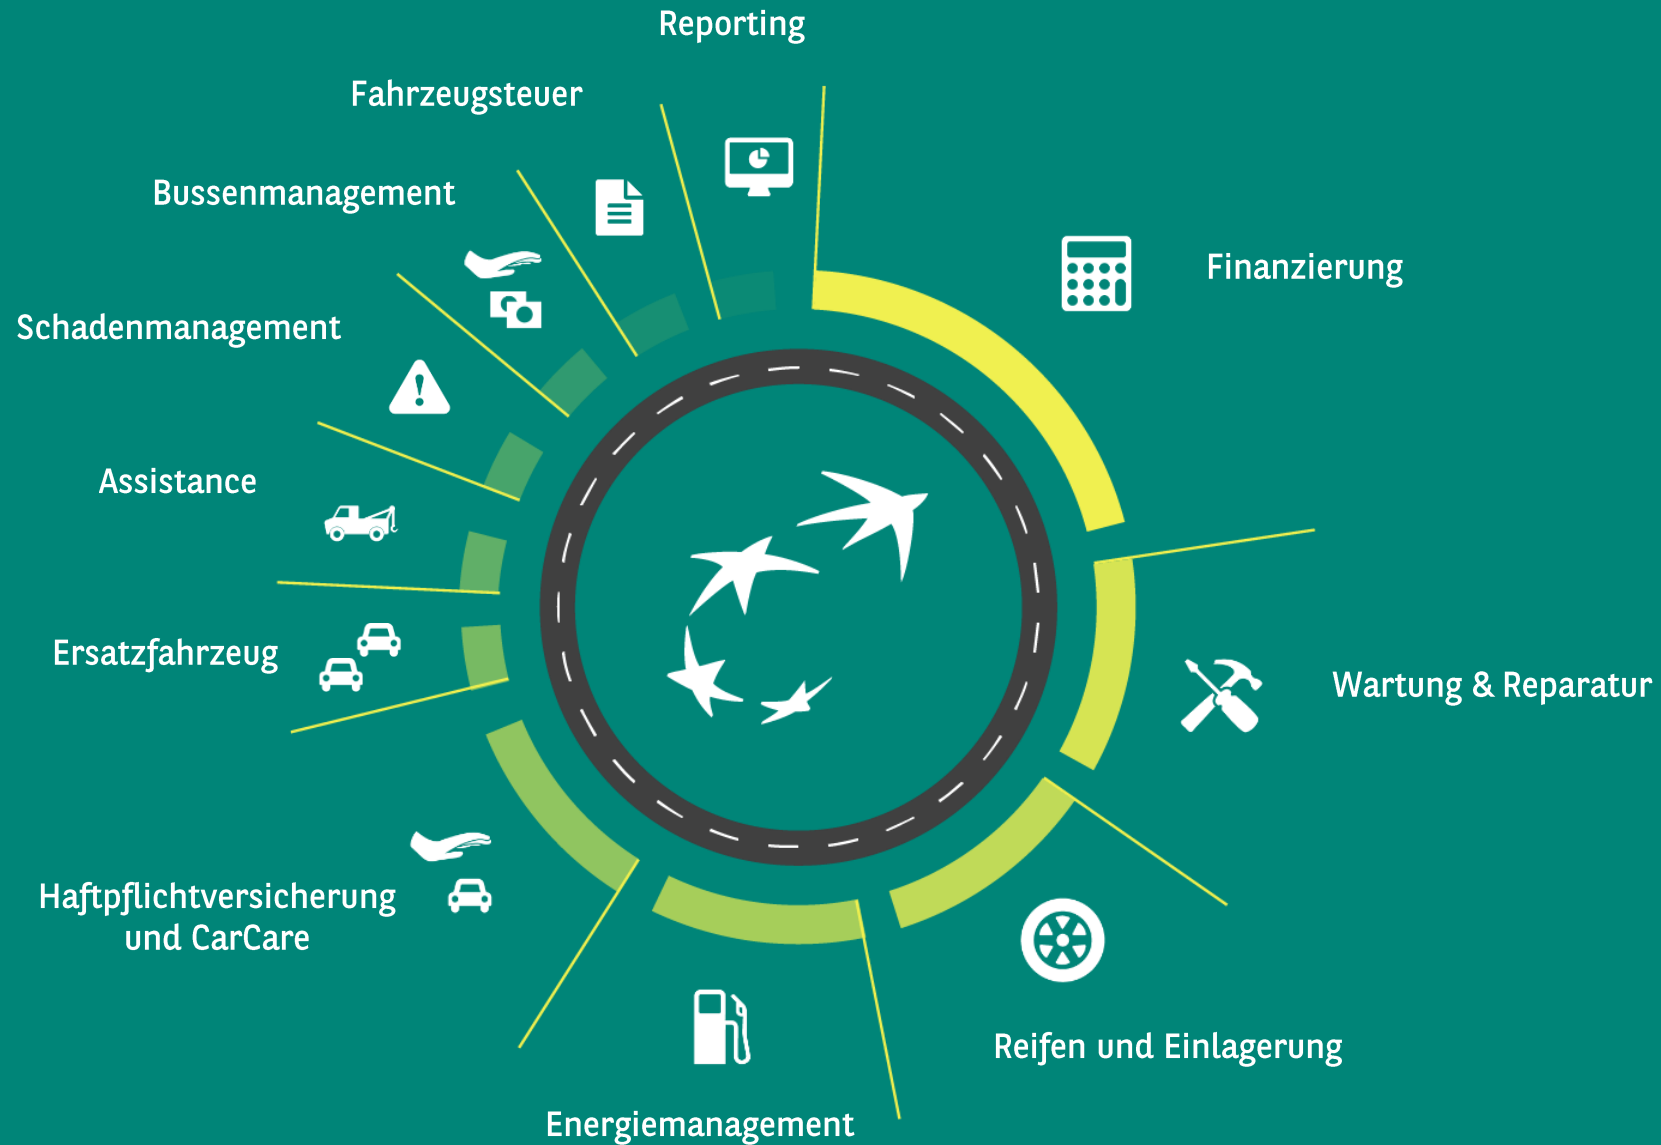 Reporting
Fahrzeugsteuer
Bussenmanagement
Finanzierung
Schadenmanagement
Assistance
Ersatzfahrzeug
Wartung & Reparatur
Haftpflichtversicherung
und CarCare
Reifen und Einlagerung
Energiemanagement